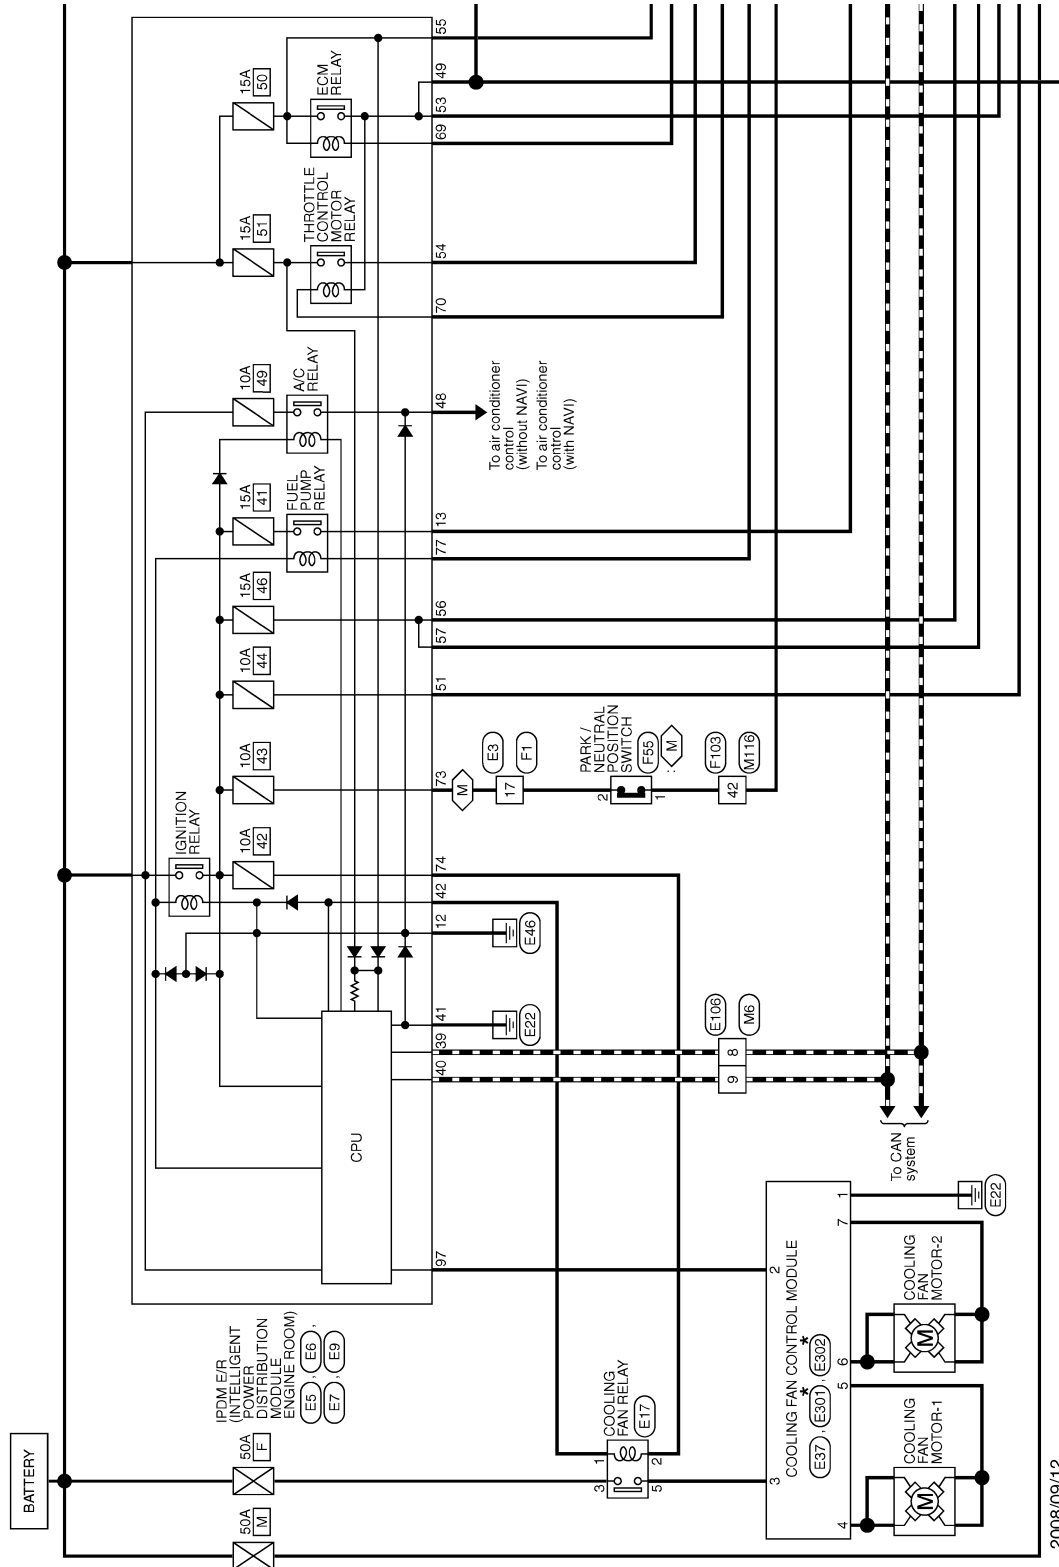 BATTERY
50A
M
50A
F
IPDM E/R
(INTELLIGENT
POWER
DISTRIBUTION
MODULE
ENGINE ROOM)
E5 , E6 ,
E7 , E9
IGNITION
RELAY
10A
42
10A
43
10A
44
15A
46
15A
41
10A
49
15A
51
15A
50
FUEL
PUMP
RELAY
A/C
RELAY
THROTTLE
CONTROL
MOTOR
RELAY
ECM
RELAY
CPU
97
40
39
41
12
42
74
73
51
57
56
77
13
48
70
54
69
53
49
55
M
E22
E46
17
E3
F1
To air conditioner
control
(without NAVI)
To air conditioner
control
(with NAVI)
COOLING
FAN RELAY
E17
3
1
5
2
PARK /
NEUTRAL
POSITION
SWITCH
F55
: M
2
1
9
8
E106
M6
42
F103
M116
3
2
COOLING FAN CONTROL MODULE
E37 , E301 * , E302 *
4
5
6
7
1
COOLING
FAN
MOTOR-1
M
COOLING
FAN
MOTOR-2
M
E22
To CAN
system
2008/09/12